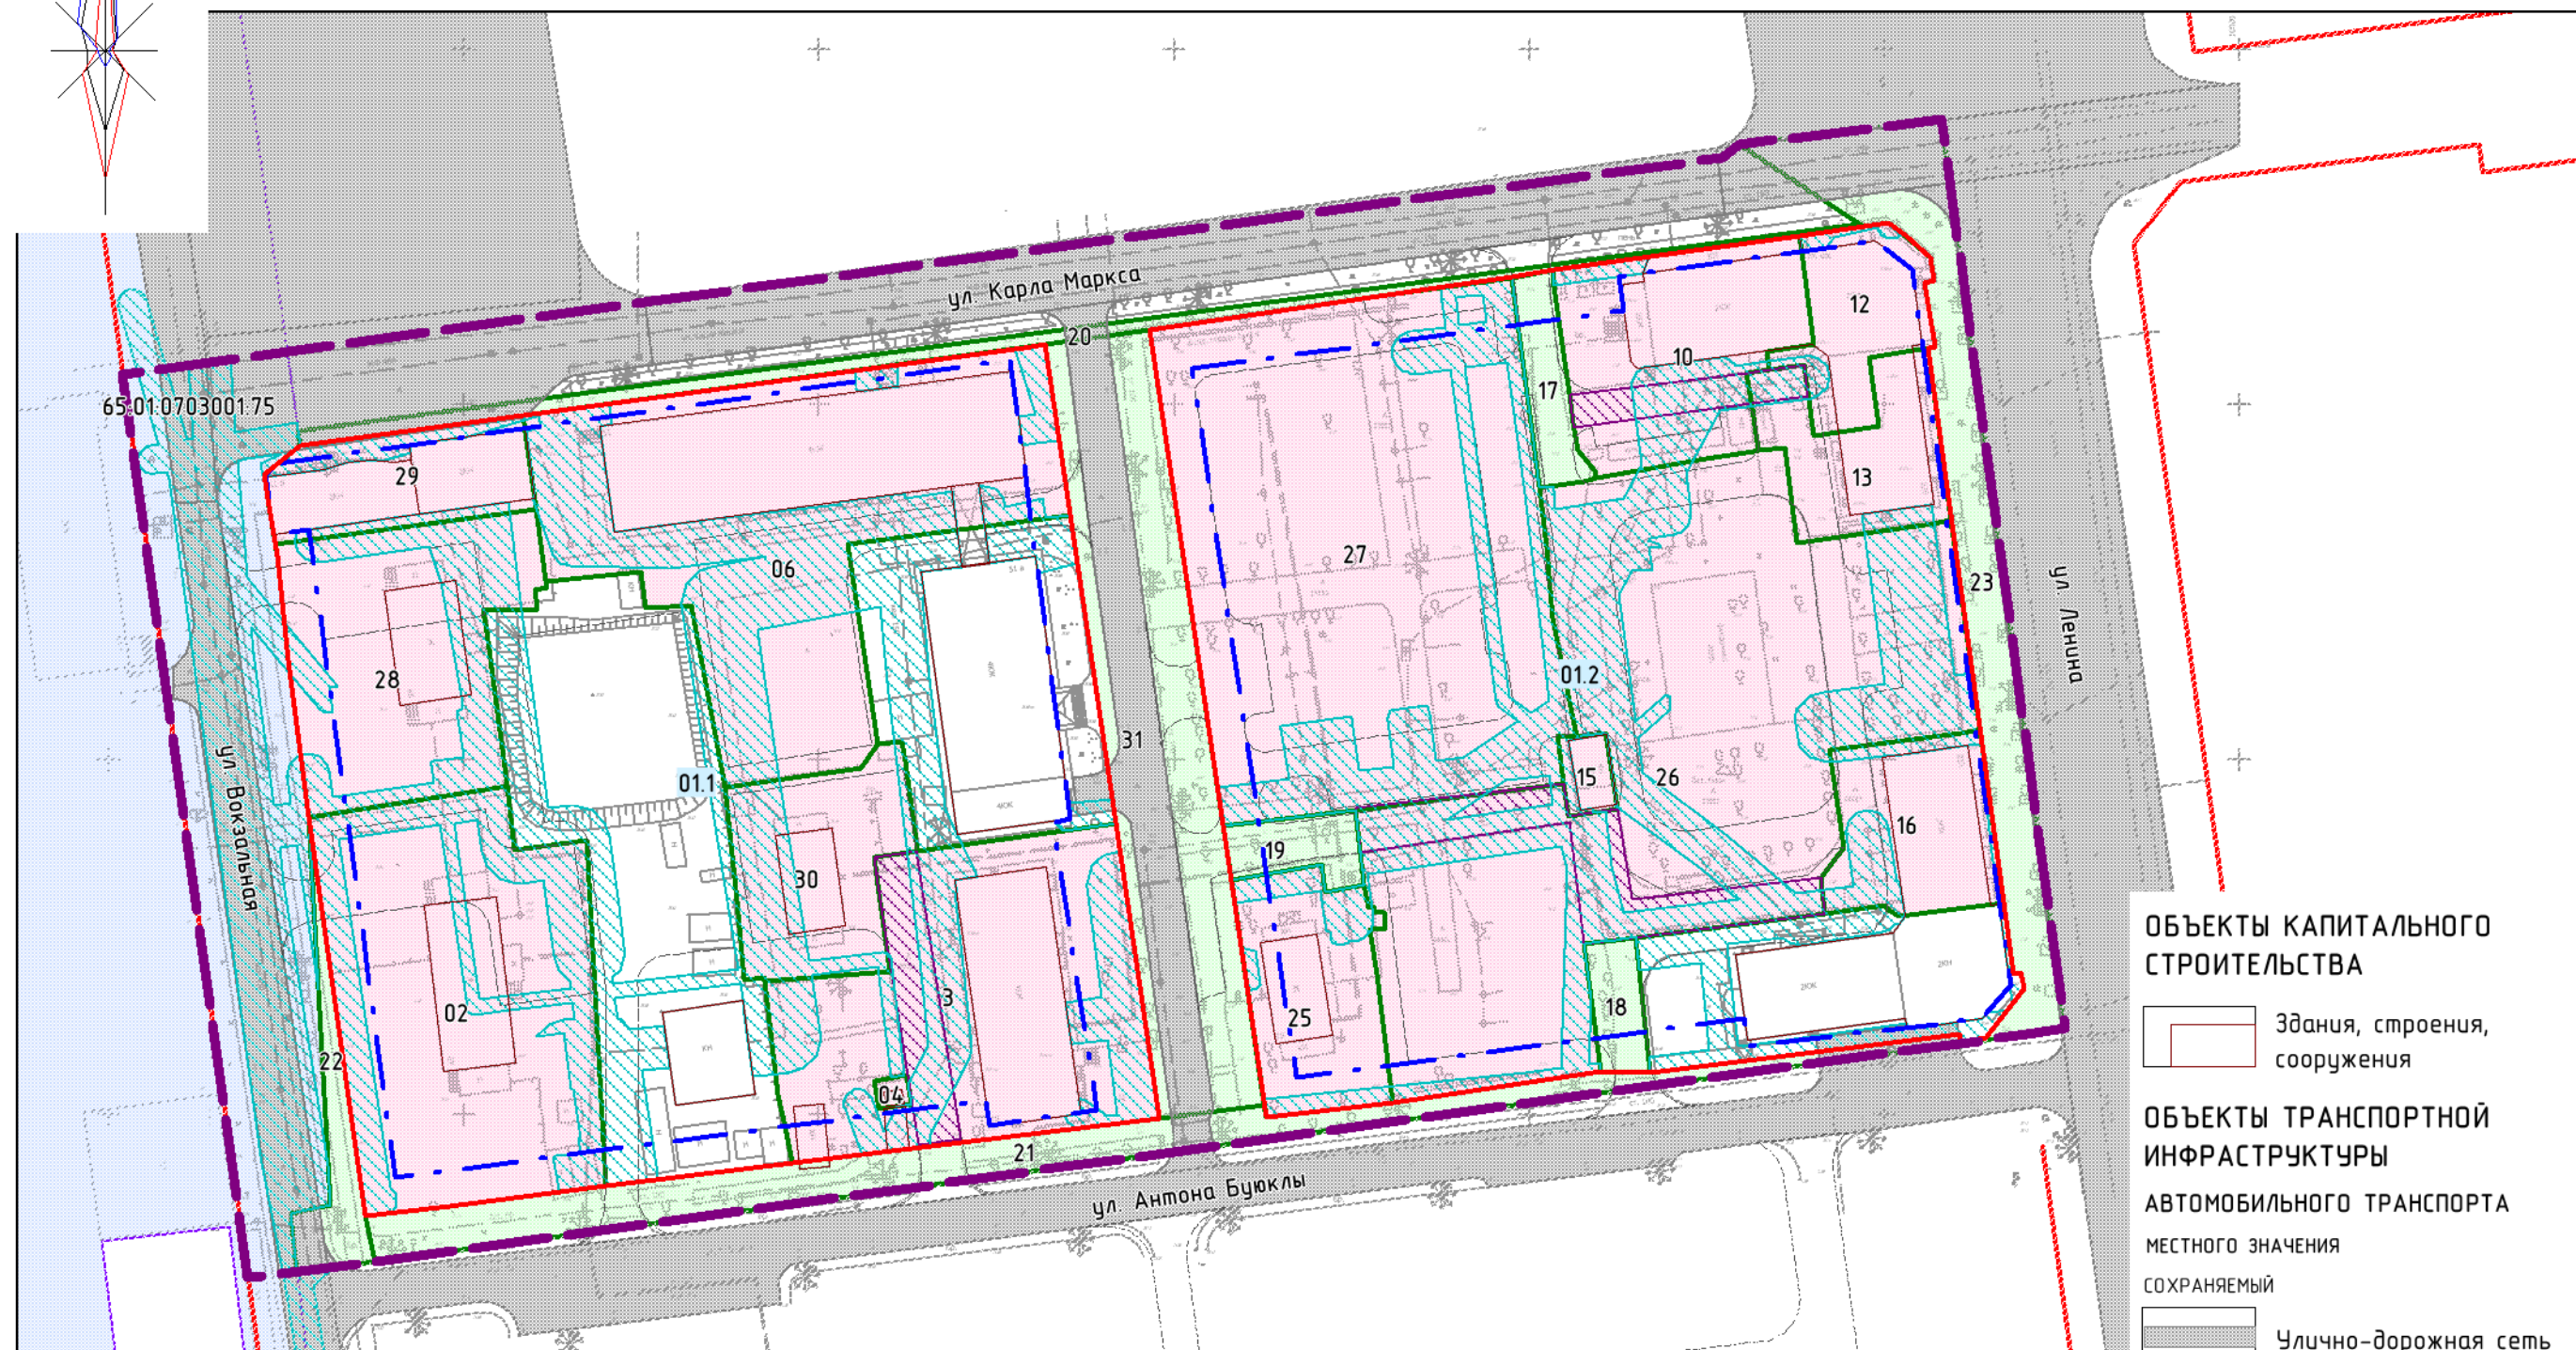 ул. Карла Маркса
20
12
10
65:01:0703001:75
17
29
13
27
06
23
ул. Ленина
28
01.2
31
01.1
15
26
ул. Вокзальная
16
19
30
3
25
18
02
22
04
21
ул. Антона Буюклы
ОБЪЕКТЫ КАПИТАЛЬНОГО
СТРОИТЕЛЬСТВА
Здания, строения,
сооружения
ОБЪЕКТЫ ТРАНСПОРТНОЙ
ИНФРАСТРУКТУРЫ
АВТОМОБИЛЬНОГО ТРАНСПОРТА
МЕСТНОГО ЗНАЧЕНИЯ
СОХРАНЯЕМЫЙ
Улично-дорожная сеть